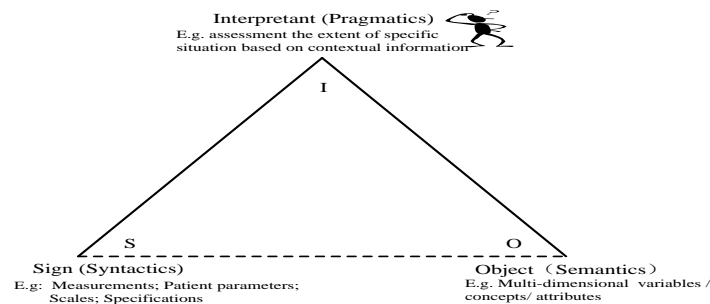 Interpretant (Pragmatics)
?
E.g. assessment the extent of specific
situation based on contextual information
I
S
O
Sign (Syntactics)
Object (Semantics)
E.g: Measurements; Patient parameters;
Scales; Specifications
E.g. Multi-dimensional variables /
concepts/ attributes